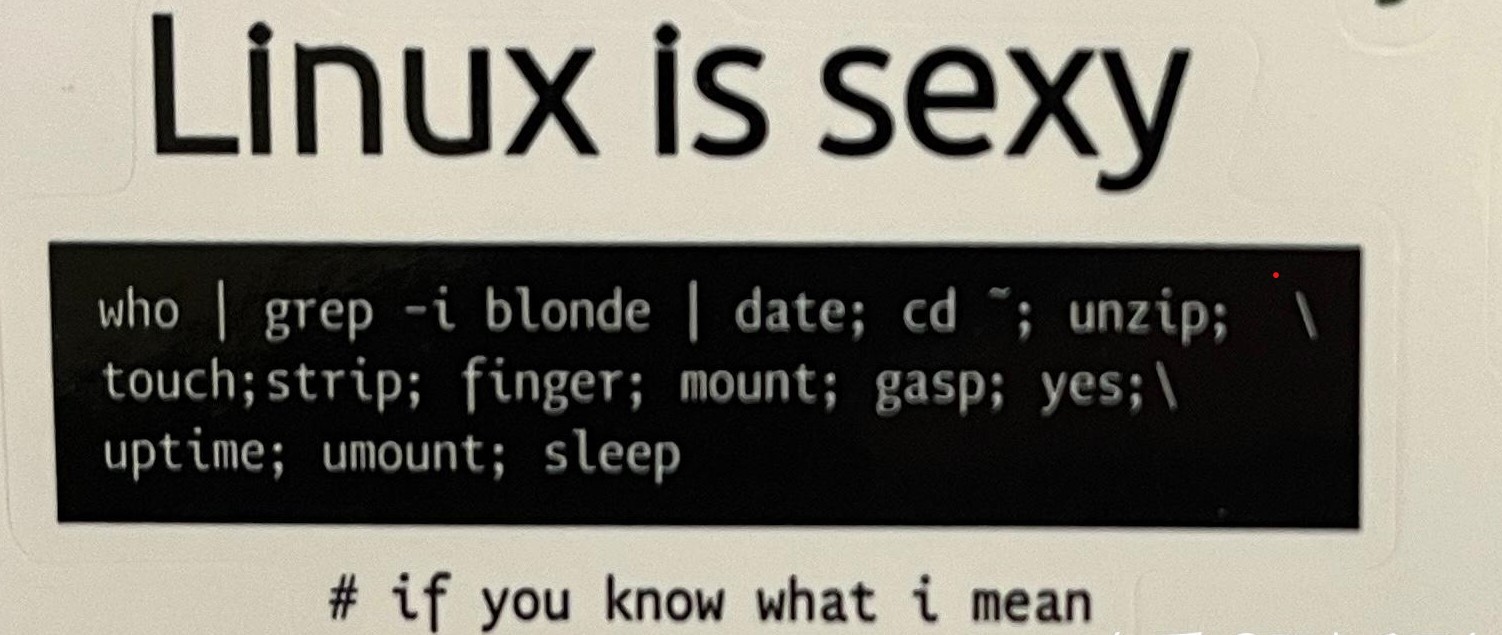 Linux is sexy
who | grep -i blonde | date; cd ~; unzip;  \
touch;strip; finger; mount; gasp; yes;\
uptime; umount; sleep
# if you know what i mean